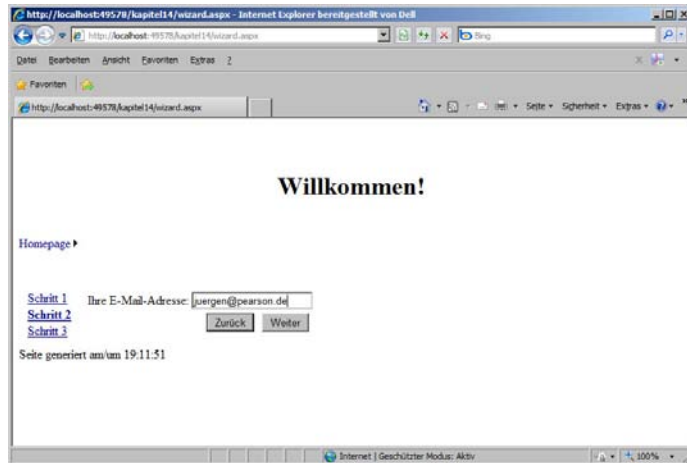 http://localhost:49578/kapitel14/wizard.aspx - Internet Explorer bereitgestellt von Dell
http://localhost:49578/kapitel14/wizard.aspx
Bing
Datei Bearbeiten Ansicht Favoriten Extras ?
Favoriten
http://localhost:49578/kapitel14/wizard.aspx
Seite Sicherheit Extras
Willkommen!
Homepage
Schritt 1
Schritt 2
Schritt 3
Ihre E-Mail-Adresse: juergen@pearson.de
Zurück Weiter
Seite generiert am/um 19:11:51
Internet | Geschützter Modus: Aktiv
100%